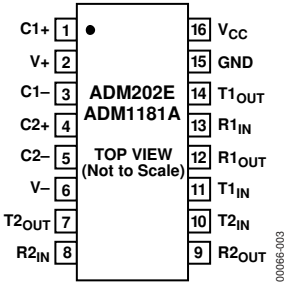 C1+ 1
V+ 2
C1– 3
C2+ 4
C2– 5
V– 6
T2OUT 7
R2IN 8
ADM202E
ADM1181A
TOP VIEW
(Not to Scale)
16 VCC
15 GND
14 T1OUT
13 R1IN
12 R1OUT
11 T1IN
10 T2IN
9 R2OUT
00066-003